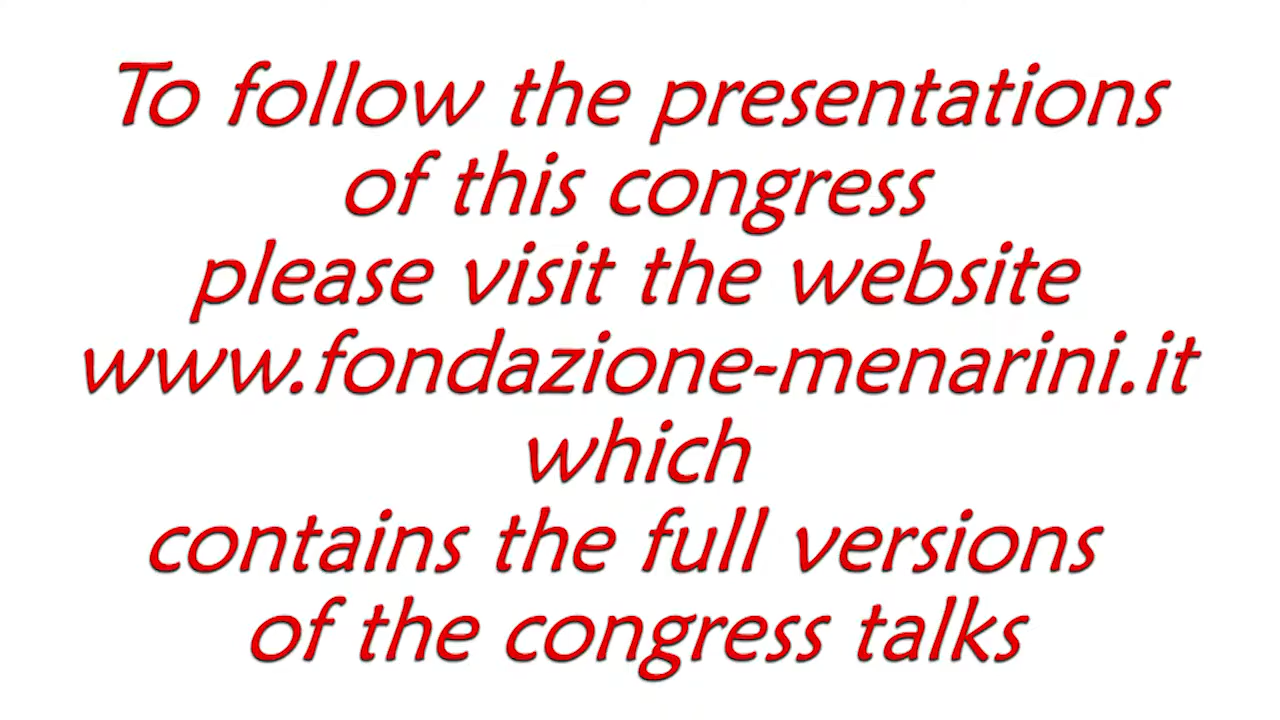 To follow the presentations
of this congress
please visit the website
www.fondazione-menarini.it
which
contains the full versions
of the congress talks